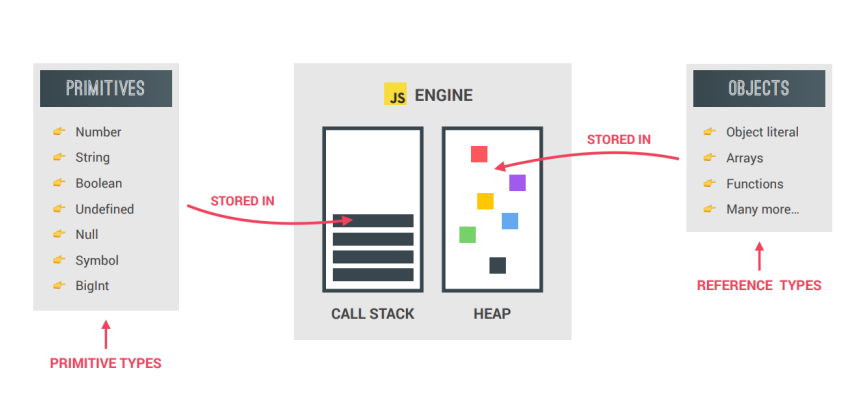 PRIMITIVES
Number
String
Boolean
Undefined
Null
Symbol
BigInt
PRIMITIVE TYPES
STORED IN
JS ENGINE
CALL STACK
HEAP
STORED IN
OBJECTS
Object literal
Arrays
Functions
Many more...
REFERENCE TYPES